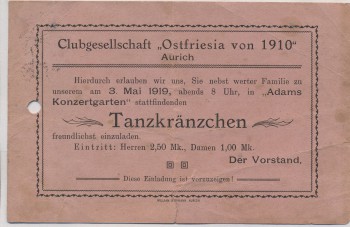 Clubgesellschaft „Ostfriesia von 1910"
Aurich
Hierdurch erlauben wir uns, Sie nebst werter Familie zu
unserem am 3. Mai 1919, abends 8 Uhr, in „Adams
Konzertgarten" stattfindenden
Tanzkränzchen
freundlichst einzuladen.
Eintritt: Herren 2,50 Mk., Damen 1,00 Mk.
Der Vorstand.
Diese Einladung ist vorzuzeigen!